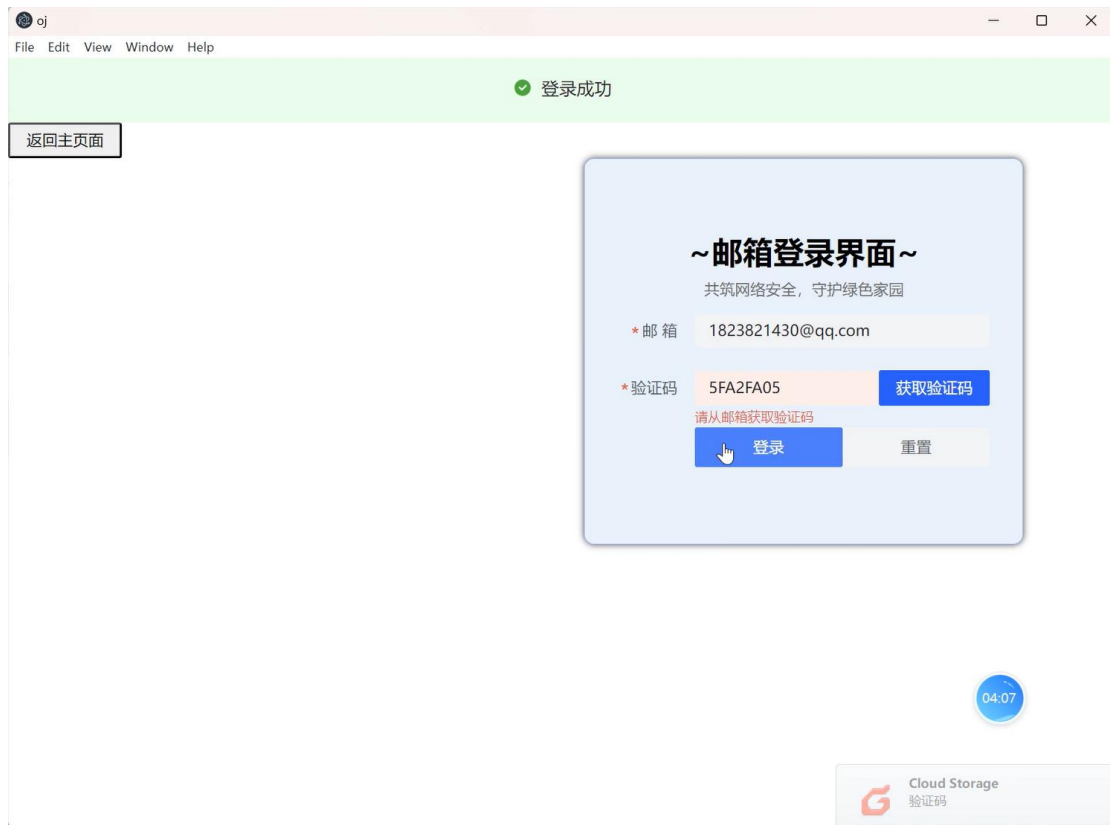 oj
File Edit View Window Help
登录成功
返回主页面
~邮箱登录界面~
共筑网络安全，守护绿色家园
*邮 箱 1823821430@qq.com
*验证码 5FA2FA05 获取验证码
请从邮箱获取验证码
登录 重置
04:07
Cloud Storage
验证码